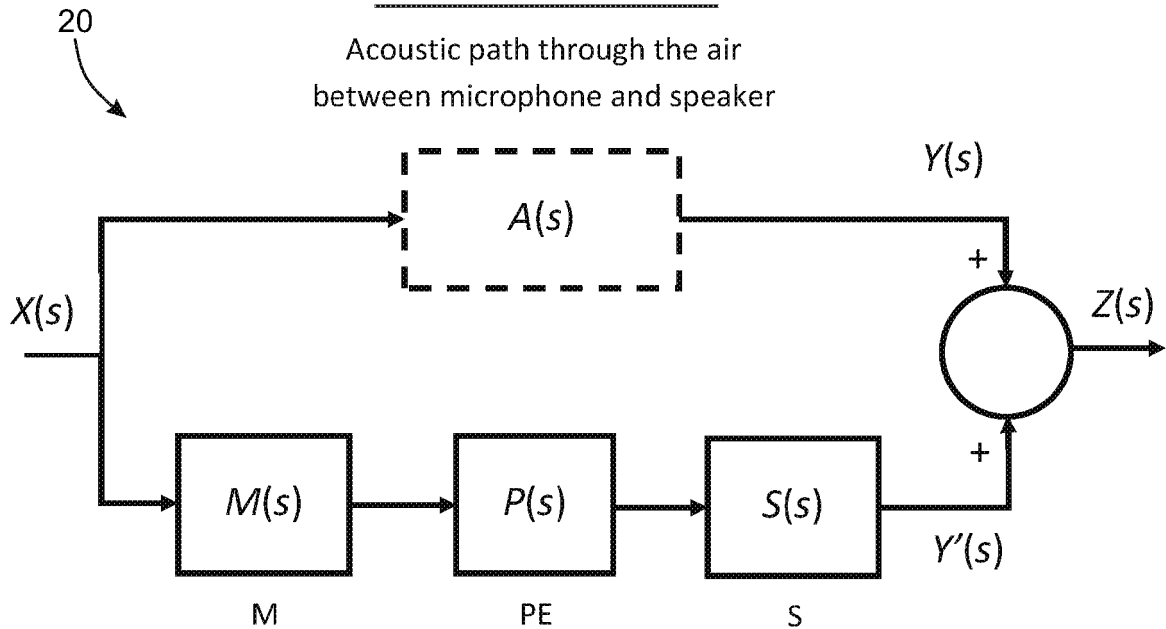 20
Acoustic path through the air
between microphone and speaker
Y(s)
A(s)
+
X(s)
Z(s)
+
M(s)
P(s)
S(s)
Y’(s)
M
PE
S